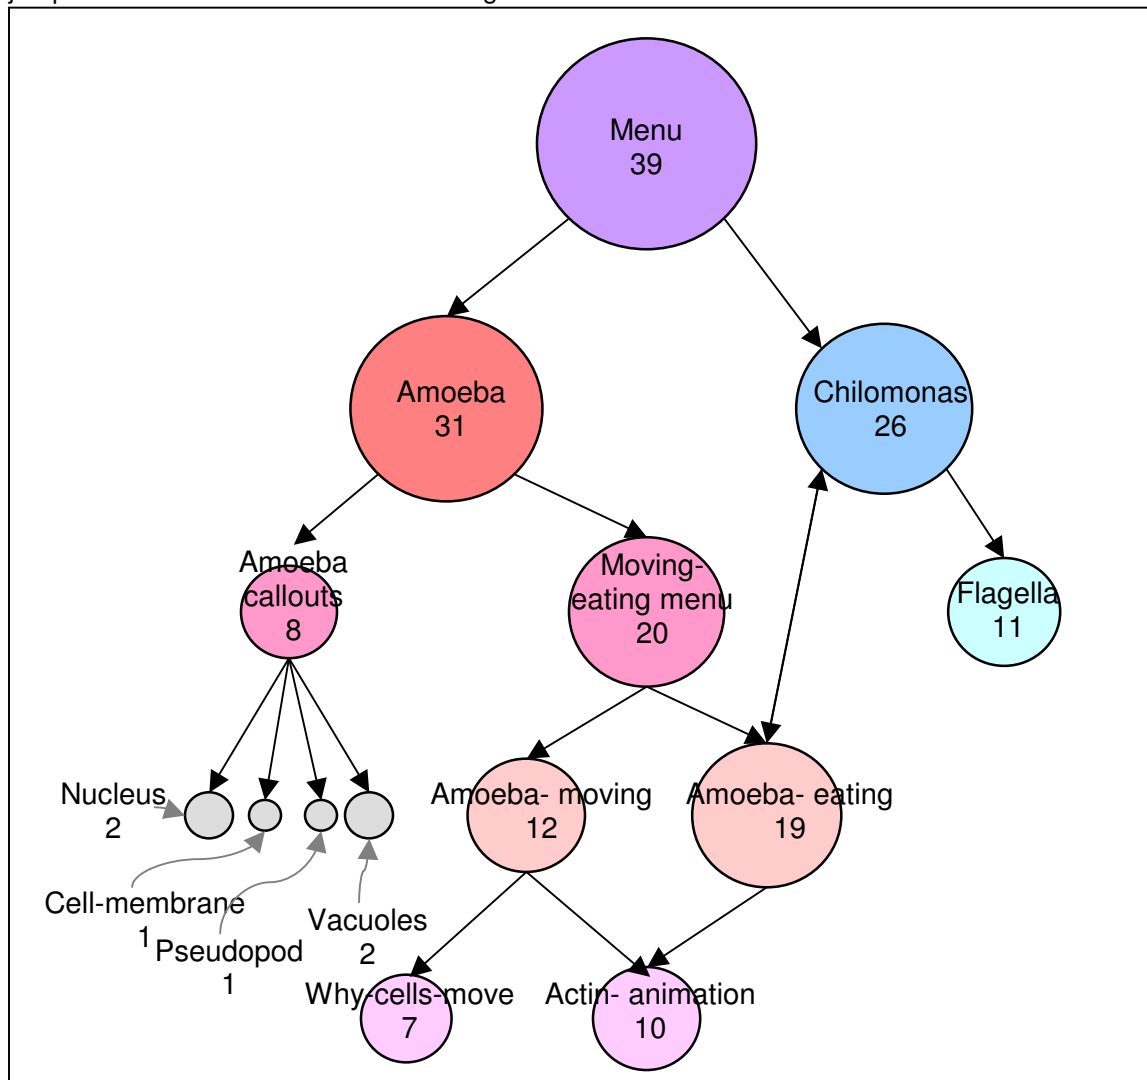 Menu
39
Amoeba
31
Chilomonas
26
Amoeba
callouts
8
Moving-
eating menu
20
Flagella
11
Nucleus
2
Amoeba- moving
12
Amoeba- eating
19
Cell-membrane
1
Pseudopod
1
Vacuoles
2
Why-cells-move
7
Actin- animation
10